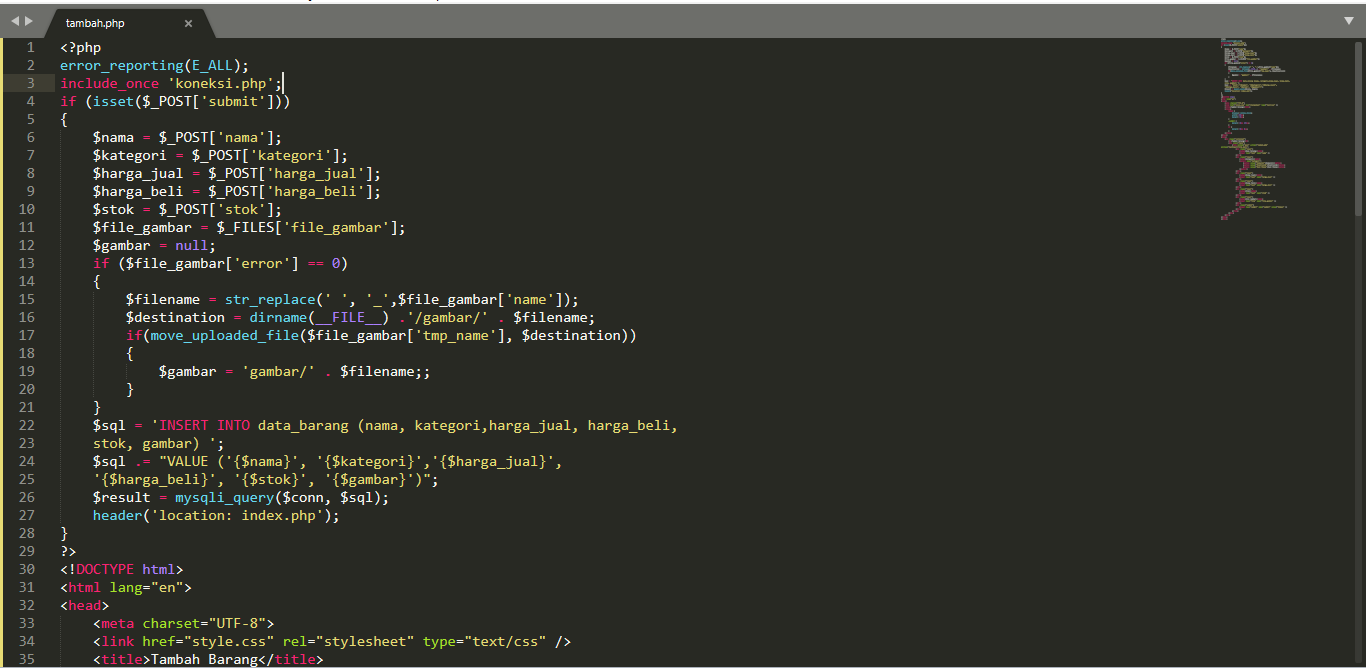 tambah.php ×
1 <?php
2 error_reporting(E_ALL);
3 include_once 'koneksi.php';
4 if (isset($_POST['submit']))
5 {
6 $nama = $_POST['nama'];
7 $kategori = $_POST['kategori'];
8 $harga_jual = $_POST['harga_jual'];
9 $harga_beli = $_POST['harga_beli'];
10 $stok = $_POST['stok'];
11 $file_gambar = $_FILES['file_gambar'];
12 $gambar = null;
13 if ($file_gambar['error'] == 0)
14 {
15 $filename = str_replace(' ', '_',$file_gambar['name']);
16 $destination = dirname(__FILE__) .'/gambar/' . $filename;
17 if(move_uploaded_file($file_gambar['tmp_name'], $destination))
18 {
19 $gambar = 'gambar/' . $filename;;
20 }
21 }
22 $sql = 'INSERT INTO data_barang (nama, kategori,harga_jual, harga_beli,
23 stok, gambar) ';
24 $sql .= "VALUE ('{$nama}', '{$kategori}','{$harga_jual}',
25 '{$harga_beli}', '{$stok}', '{$gambar}')";
26 $result = mysqli_query($conn, $sql);
27 header('location: index.php');
28 }
29 ?>
30 <!DOCTYPE html>
31 <html lang="en">
32 <head>
33 <meta charset="UTF-8">
34 <link href="style.css" rel="stylesheet" type="text/css" />
35 <title>Tambah Barang</title>